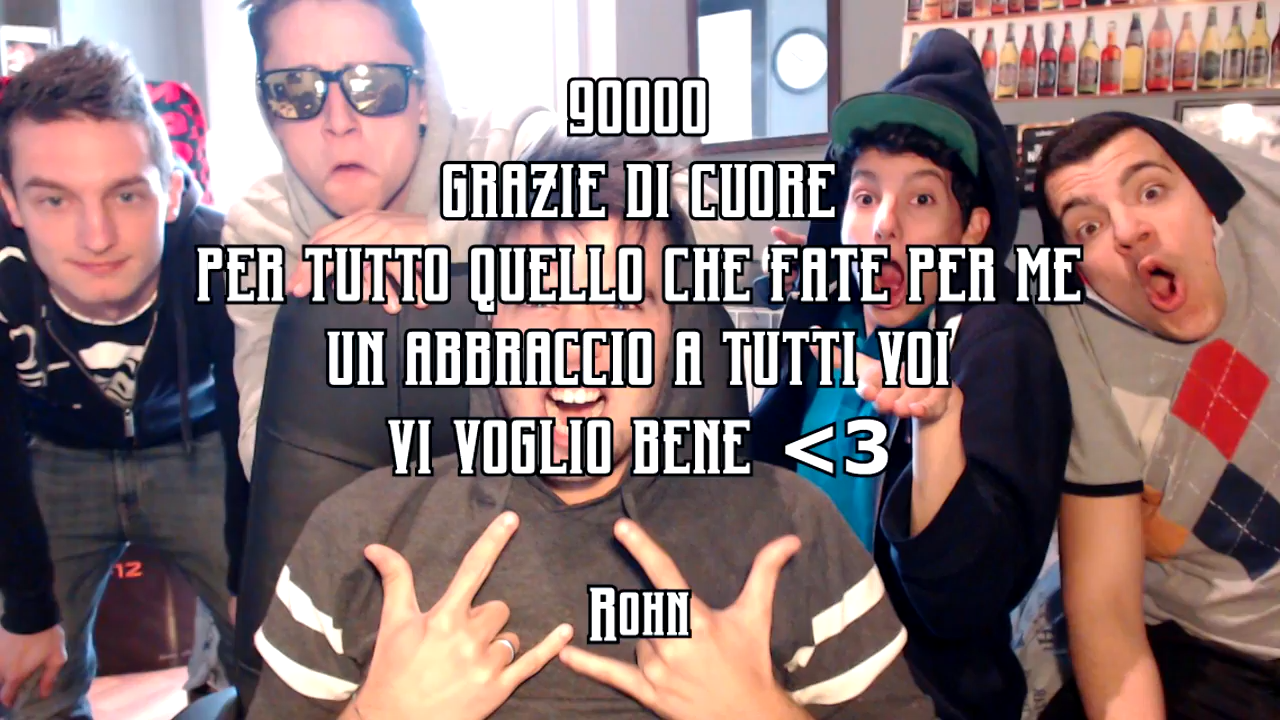 90000
GRAZIE DI CUORE
PER TUTTO QUELLO CHE FATE PER ME
UN ABBRACCIO A TUTTI VOI
VI VOGLIO BENE <3
ROHN
12